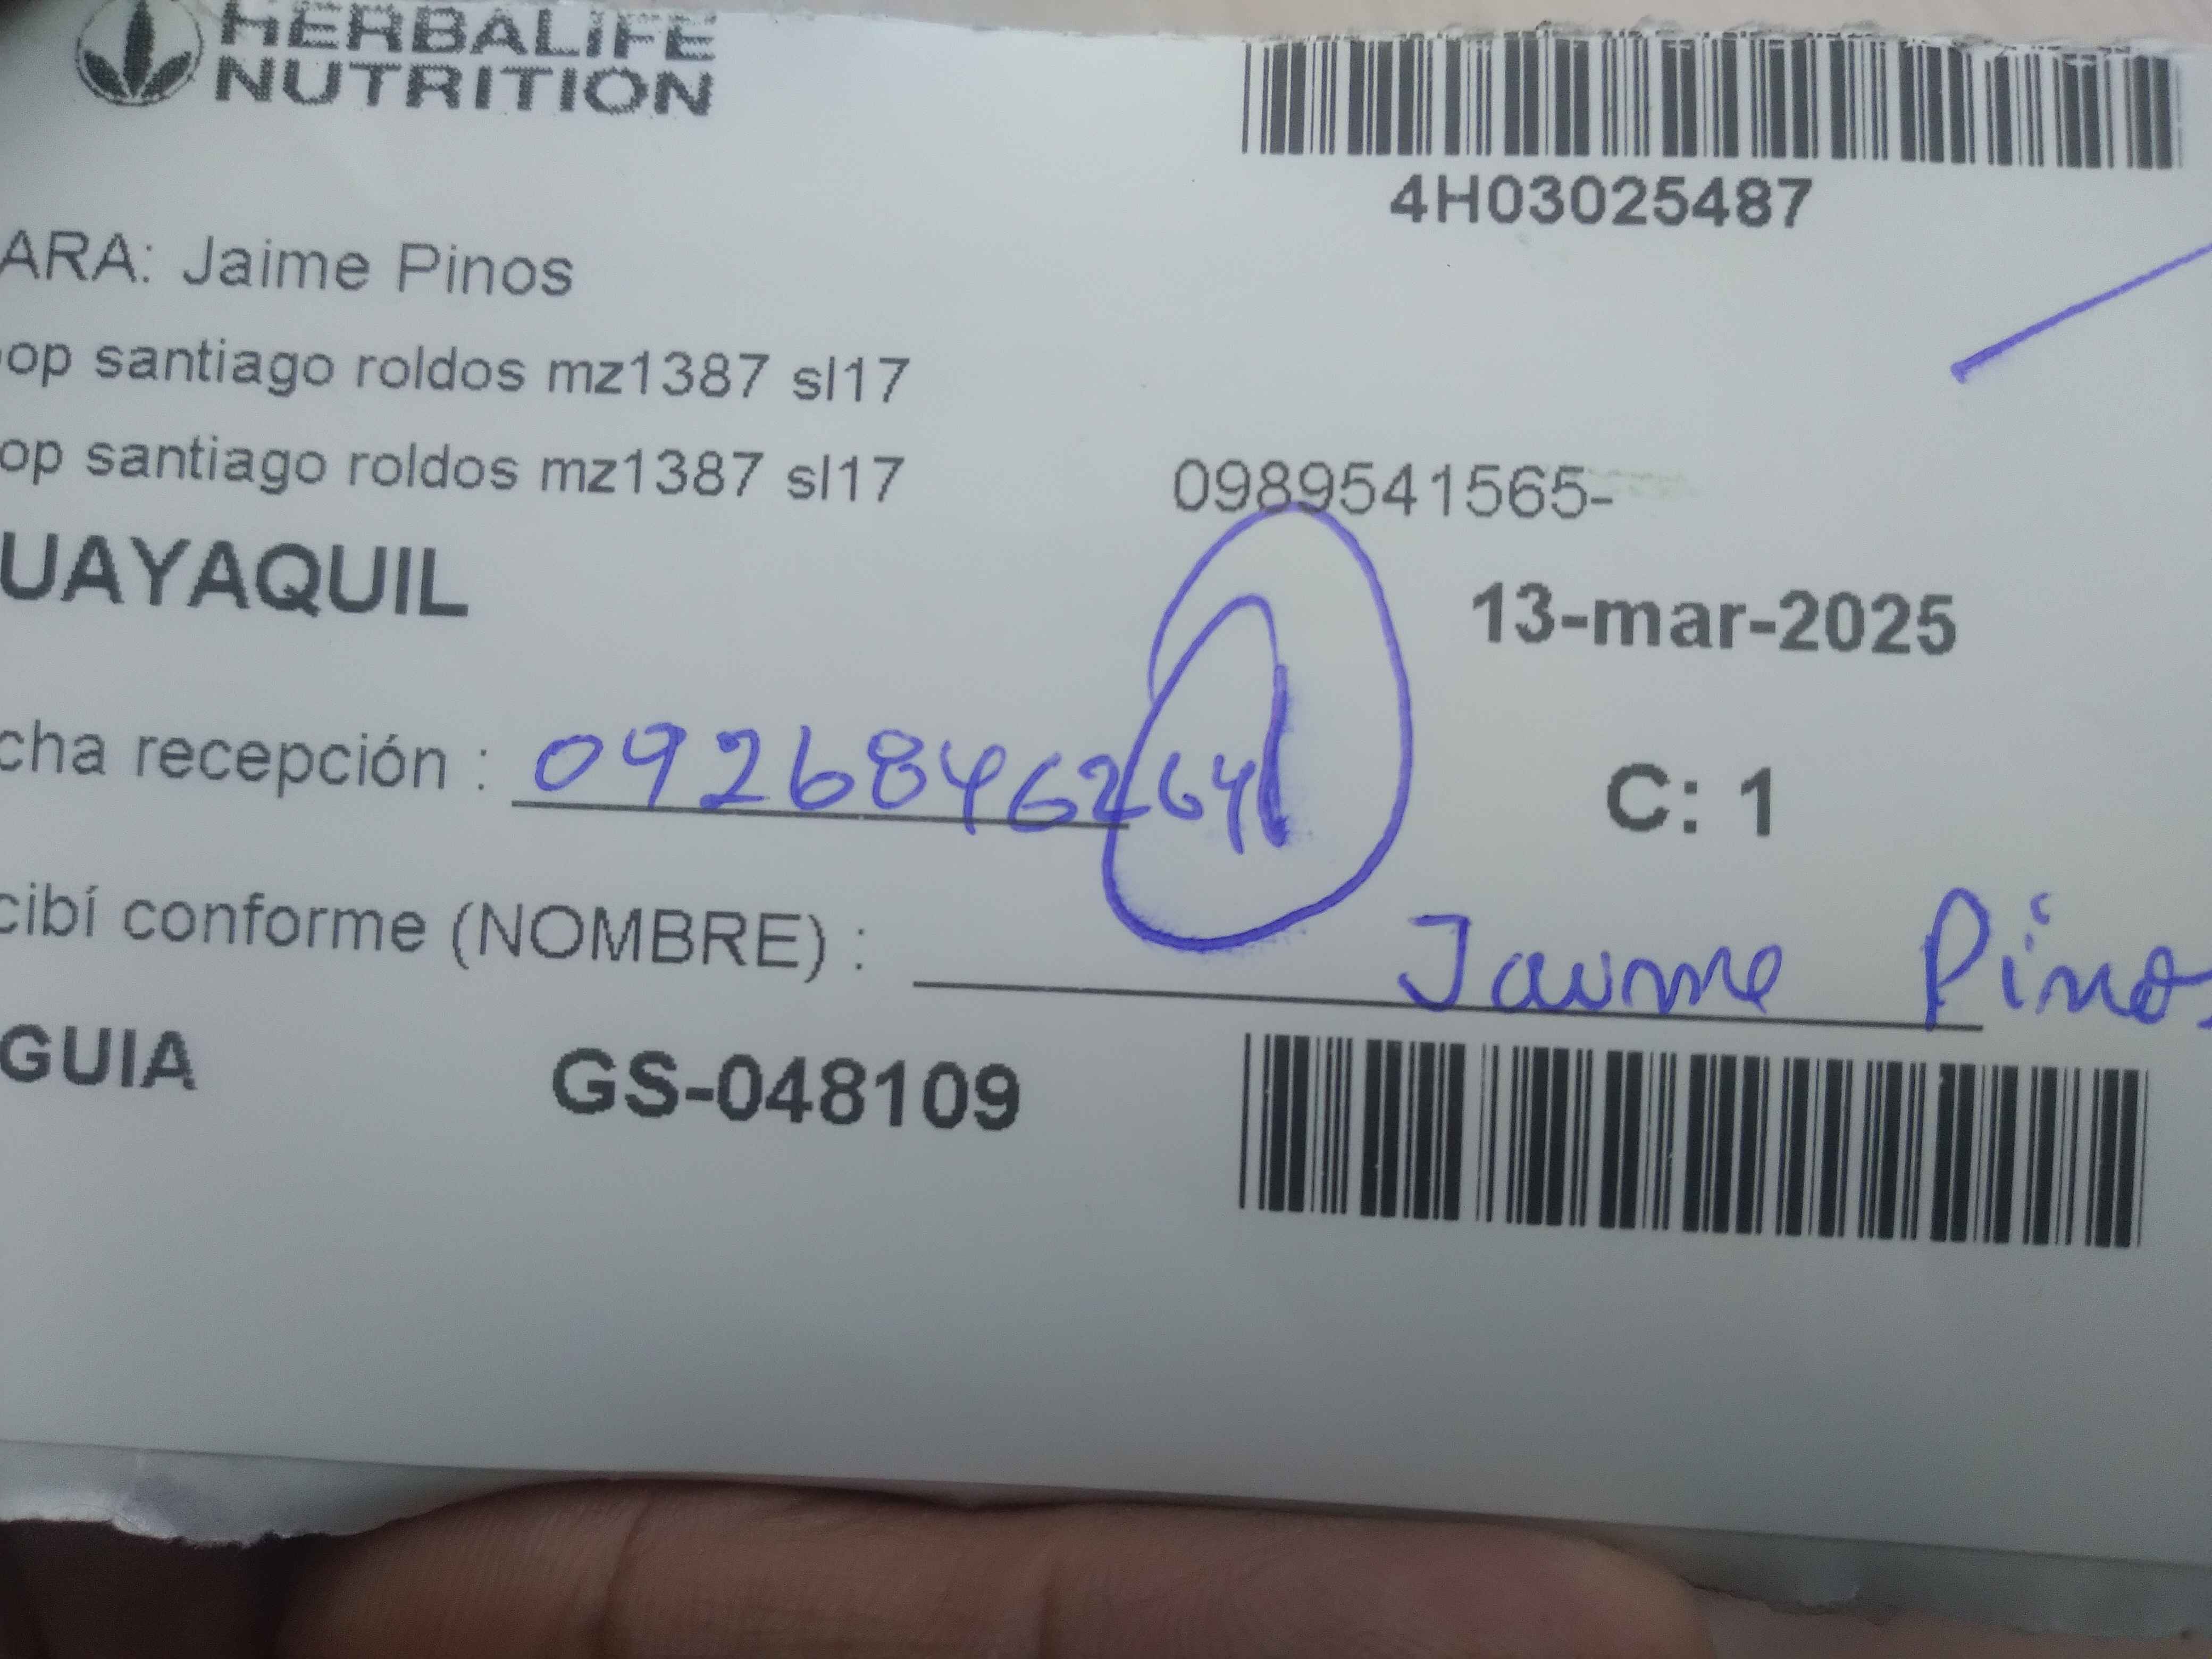 HERBALIFE
NUTRITION
4H03025487
ARA: Jaime Pinos
op santiago roldos mz1387 sl17
op santiago roldos mz1387 sl17 0989541565-
UAYAQUIL 13-mar-2025
cha recepción : 092684626 C: 1
cibí conforme (NOMBRE) : Jaime Pinos
GUIA GS-048109